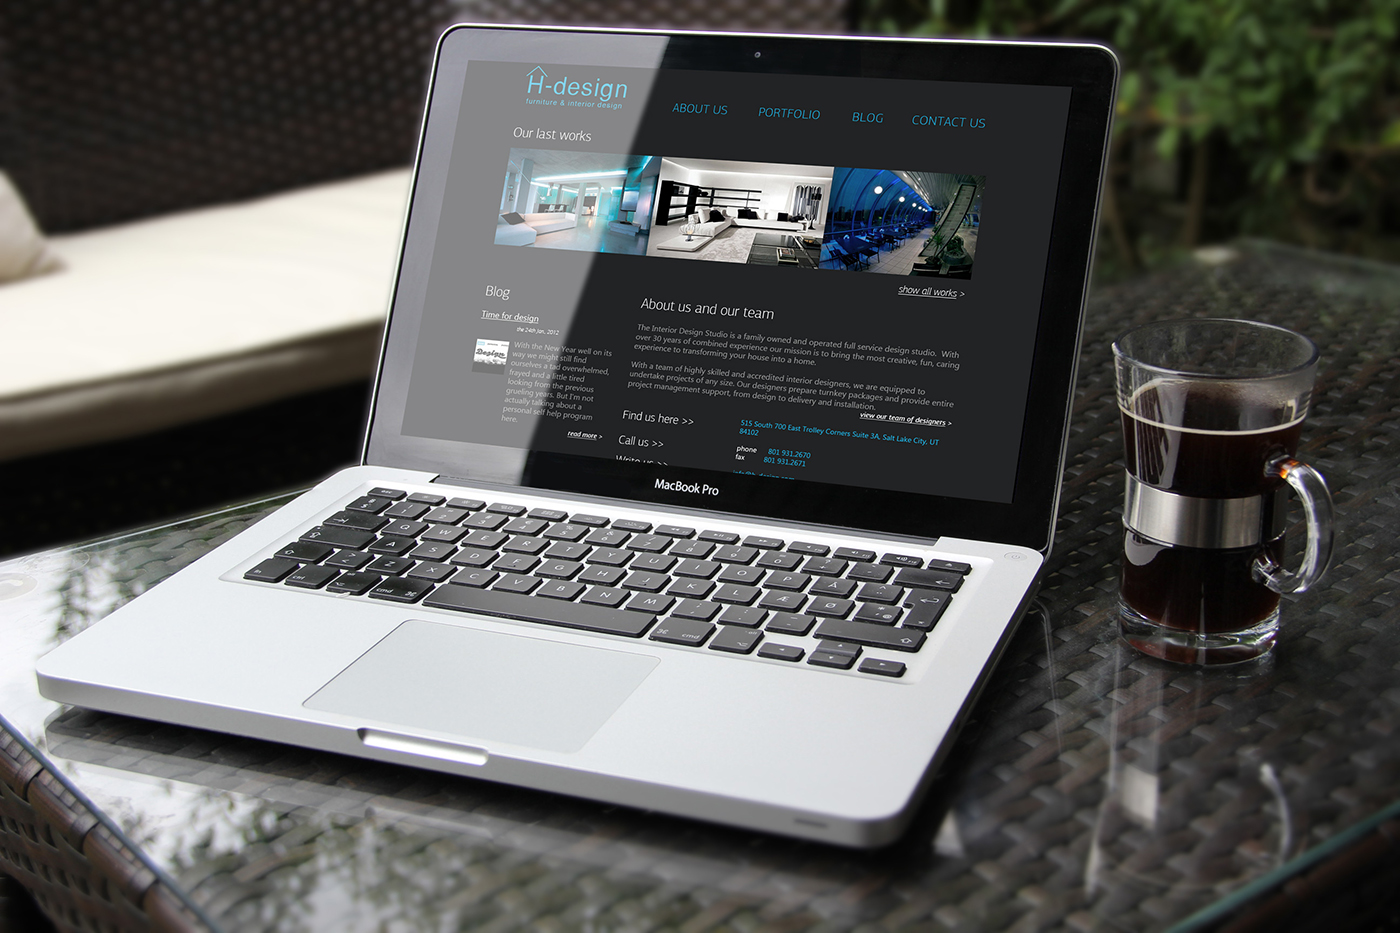 H-design
furniture & interior design
ABOUT US PORTFOLIO BLOG CONTACT US
Our last works
show all works >
Blog
Time for design
the 24th Jan, 2012
Design
With the New Year well on its
way we might still find
ourselves a tad overwhelmed,
frayed and a little tired
looking from the previous
grueling years. But I'm not
actually talking about a
personal self help program
here.
read more >
About us and our team
The Interior Design Studio is a family owned and operated full service design studio. With
over 30 years of combined experience our mission is to bring the most creative, fun, caring
experience to transforming your house into a home.
With a team of highly skilled and accredited interior designers, we are equipped to
undertake projects of any size. Our designers prepare turnkey packages and provide entire
project management support, from design to delivery and installation.
view our team of designers >
Find us here >>
515 South 700 East Trolley Corners Suite 3A, Salt Lake City, UT
84102
Call us >>
phone 801 931.2670
fax 801 931.2671
Write us >>
MacBook Pro
Q W E R T Y U I O P Å
A S D F G H J K L Æ Ø
Z X C V B N M
ctrl cmd ⌘
⌘ cmd